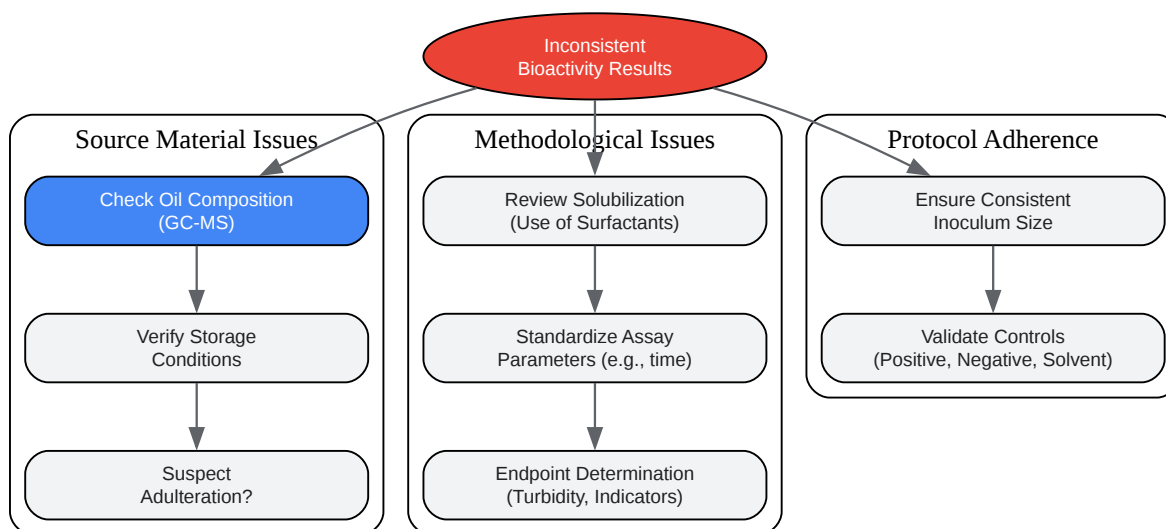 Inconsistent
Bioactivity Results
Source Material Issues
Check Oil Composition
(GC-MS)
Verify Storage
Conditions
Suspect
Adulteration?
Methodological Issues
Review Solubilization
(Use of Surfactants)
Standardize Assay
Parameters (e.g., time)
Endpoint Determination
(Turbidity, Indicators)
Protocol Adherence
Ensure Consistent
Inoculum Size
Validate Controls
(Positive, Negative, Solvent)